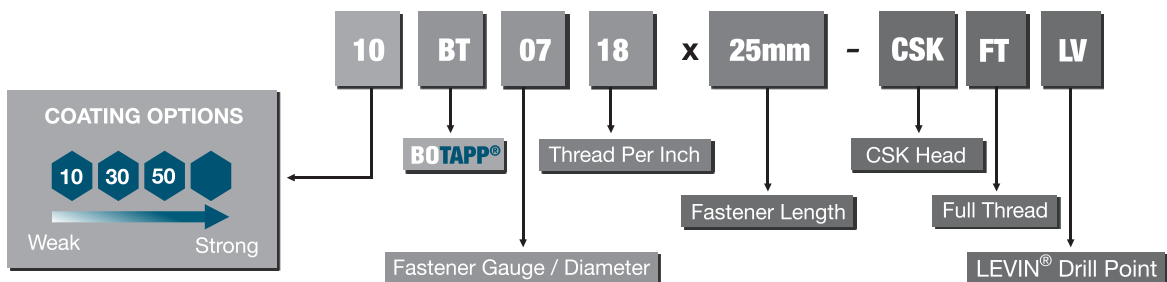 10 BT 07 18 x 25mm - CSK FT LV
COATING OPTIONS
10 30 50
Weak Strong
BOTAPP®
Thread Per Inch
CSK Head
Fastener Length
Full Thread
Fastener Gauge / Diameter
LEVIN® Drill Point